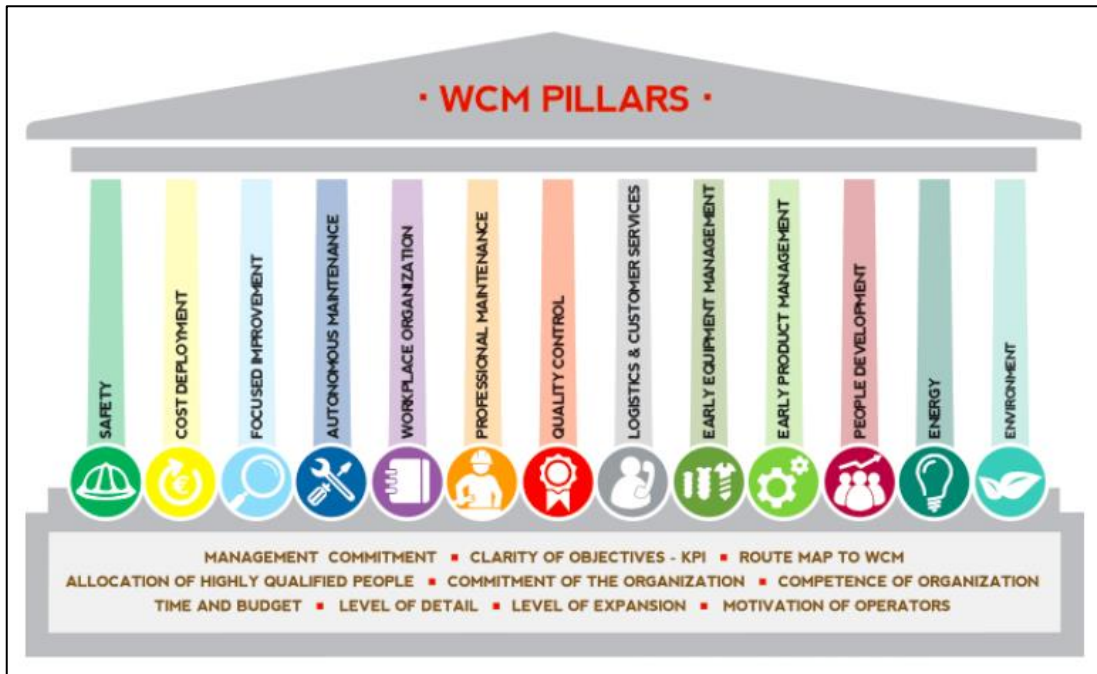 · WCM PILLARS ·
SAFETY
COST DEPLOYMENT
FOCUSED IMPROVEMENT
AUTONOMOUS MAINTENANCE
WORKPLACE ORGANIZATION
PROFESSIONAL MAINTENANCE
QUALITY CONTROL
LOGISTICS & CUSTOMER SERVICES
EARLY EQUIPMENT MANAGEMENT
EARLY PRODUCT MANAGEMENT
PEOPLE DEVELOPMENT
ENERGY
ENVIRONMENT
€
MANAGEMENT COMMITMENT ▪ CLARITY OF OBJECTIVES - KPI ▪ ROUTE MAP TO WCM
ALLOCATION OF HIGHLY QUALIFIED PEOPLE ▪ COMMITMENT OF THE ORGANIZATION ▪ COMPETENCE OF ORGANIZATION
TIME AND BUDGET ▪ LEVEL OF DETAIL ▪ LEVEL OF EXPANSION ▪ MOTIVATION OF OPERATORS